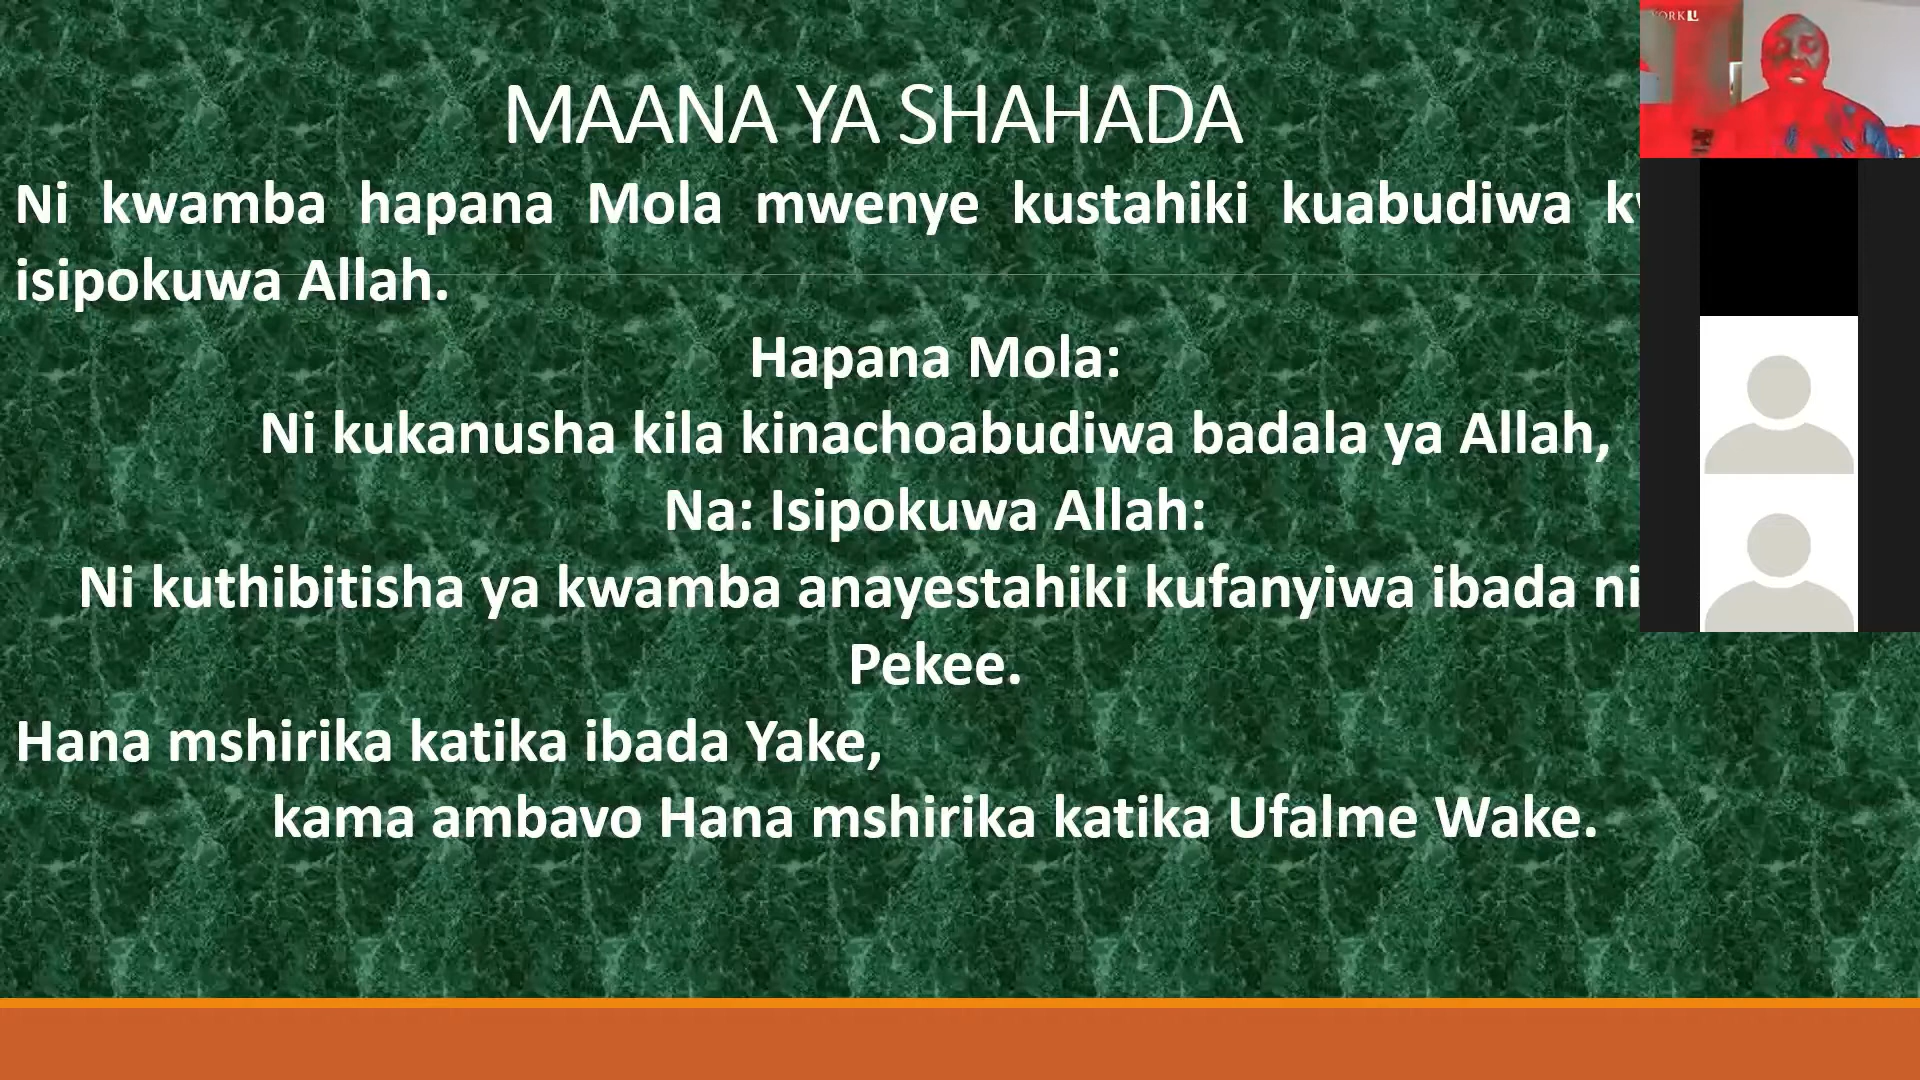 MAANA YA SHAHADA
Ni kwamba hapana Mola mwenye kustahiki kuabudiwa
isipokuwa Allah.
Hapana Mola:
Ni kukanusha kila kinachoabudiwa badala ya Allah,
Na: Isipokuwa Allah:
Ni kuthibitisha ya kwamba anayestahiki kufanyiwa ibada ni
Pekee.
Hana mshirika katika ibada Yake,
kama ambavo Hana mshirika katika Ufalme Wake.